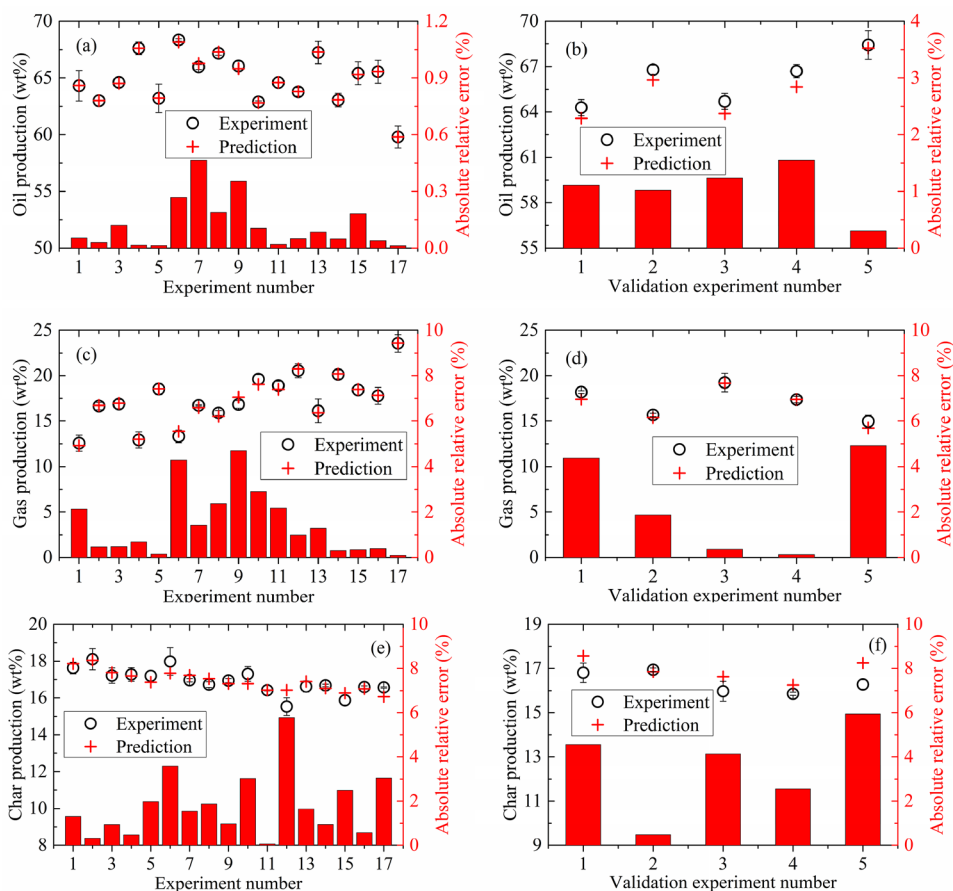 (a)
Oil production (wt%)
70
65
60
55
50
Experiment
Prediction
1.2
0.9
0.6
0.3
0.0
Absolute relative error (%)
1 3 5 7 9 11 13 15 17
Experiment number
(b)
Oil production (wt%)
70
67
64
61
58
55
Experiment
Prediction
4
3
2
1
0
Absolute relative error (%)
1 2 3 4 5
Validation experiment number
(c)
Gas production (wt%)
25
20
15
10
5
0
Experiment
Prediction
10
8
6
4
2
0
Absolute relative error (%)
1 3 5 7 9 11 13 15 17
Experiment number
(d)
Gas production (wt%)
25
20
15
10
5
0
Experiment
Prediction
10
8
6
4
2
0
Absolute relative error (%)
1 2 3 4 5
Validation experiment number
(e)
Char production (wt%)
20
18
16
14
12
10
8
Experiment
Prediction
10
8
6
4
2
0
Absolute relative error (%)
1 3 5 7 9 11 13 15 17
Experiment number
(f)
Char production (wt%)
19
17
15
13
11
9
Experiment
Prediction
10
8
6
4
2
0
Absolute relative error (%)
1 2 3 4 5
Validation experiment number